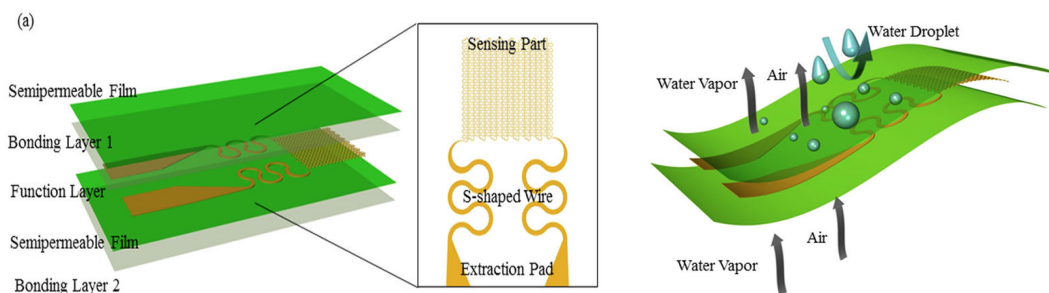 (a)
Semipermeable Film
Bonding Layer 1
Function Layer
Semipermeable Film
Bonding Layer 2
Sensing Part
S-shaped Wire
Extraction Pad
Water Droplet
Air
Water Vapor
Air
Water Vapor